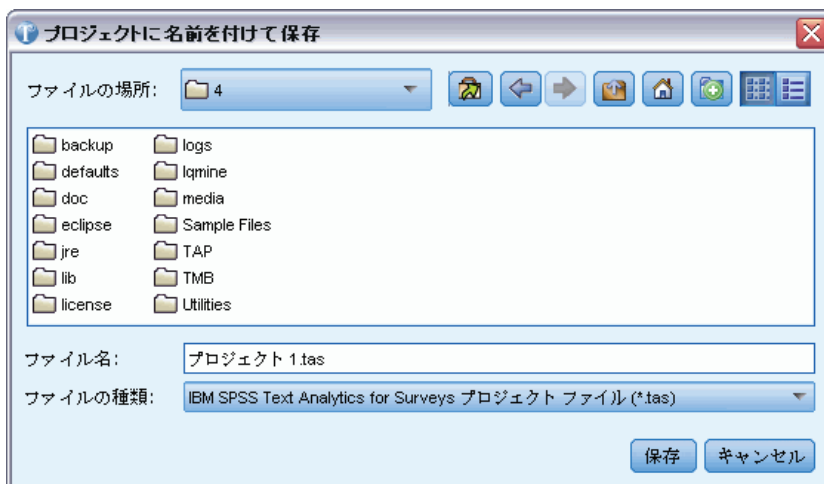 プロジェクトに名前を付けて保存
ファイルの場所: 4
backup
defaults
doc
eclipse
jre
lib
license
logs
lqmine
media
Sample Files
TAP
TMB
Utilities
ファイル名: プロジェクト 1.tas
ファイルの種類: IBM SPSS Text Analytics for Surveys プロジェクト ファイル (*.tas)
保存 キャンセル